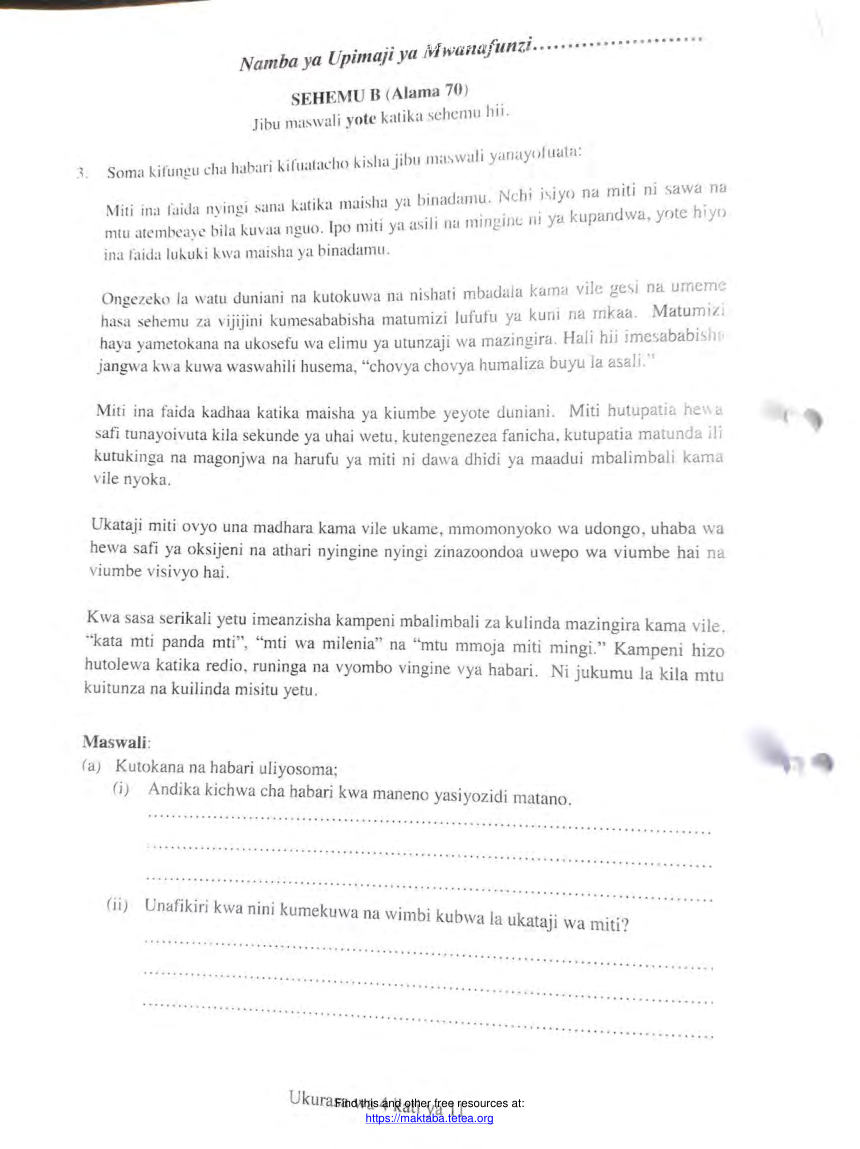 Namba ya Upimaji ya Mwanafunzi...........................
SEHEMU B (Alama 70)
Jibu maswali yote katika sehemu hii.
3. Soma kifungu cha habari kifuatacho kisha jibu maswali yanayofuata:
Miti ina faida nyingi sana katika maisha ya binadamu. Nchi isiyo na miti ni sawa na
mtu atembeaye bila kuvaa nguo. Ipo miti ya asili na mingine ni ya kupandwa, yote hiyo
ina faida lukuki kwa maisha ya binadamu.
Ongezeko la watu duniani na kutokuwa na nishati mbadala kama vile gesi na umeme
hasa sehemu za vijijini kumesababisha matumizi lufufu ya kuni na mkaa. Matumizi
haya yametokana na ukosefu wa elimu ya utunzaji wa mazingira. Hali hii imesababisha
jangwa kwa kuwa waswahili husema, “chovya chovya humaliza buyu la asali.”
Miti ina faida kadhaa katika maisha ya kiumbe yeyote duniani. Miti hutupatia hewa
safi tunayoivuta kila sekunde ya uhai wetu, kutengenezea fanicha, kutupatia matunda ili
kutukinga na magonjwa na harufu ya miti ni dawa dhidi ya maadui mbalimbali kama
vile nyoka.
Ukataji miti ovyo una madhara kama vile ukame, mmomonyoko wa udongo, uhaba wa
hewa safi ya oksijeni na athari nyingine nyingi zinazoondoa uwepo wa viumbe hai na
viumbe visivyo hai.
Kwa sasa serikali yetu imeanzisha kampeni mbalimbali za kulinda mazingira kama vile,
“kata mti panda mti”, “mti wa milenia” na “mtu mmoja miti mingi.” Kampeni hizo
hutolewa katika redio, runinga na vyombo vingine vya habari. Ni jukumu la kila mtu
kuitunza na kuilinda misitu yetu.
Maswali:
(a) Kutokana na habari uliyosoma;
(i) Andika kichwa cha habari kwa maneno yasiyozidi matano.
(ii) Unafikiri kwa nini kumekuwa na wimbi kubwa la ukataji wa miti?
Ukurasa wa 4 kati ya 11
Find this and other free resources at:
https://maktaba.tetea.org